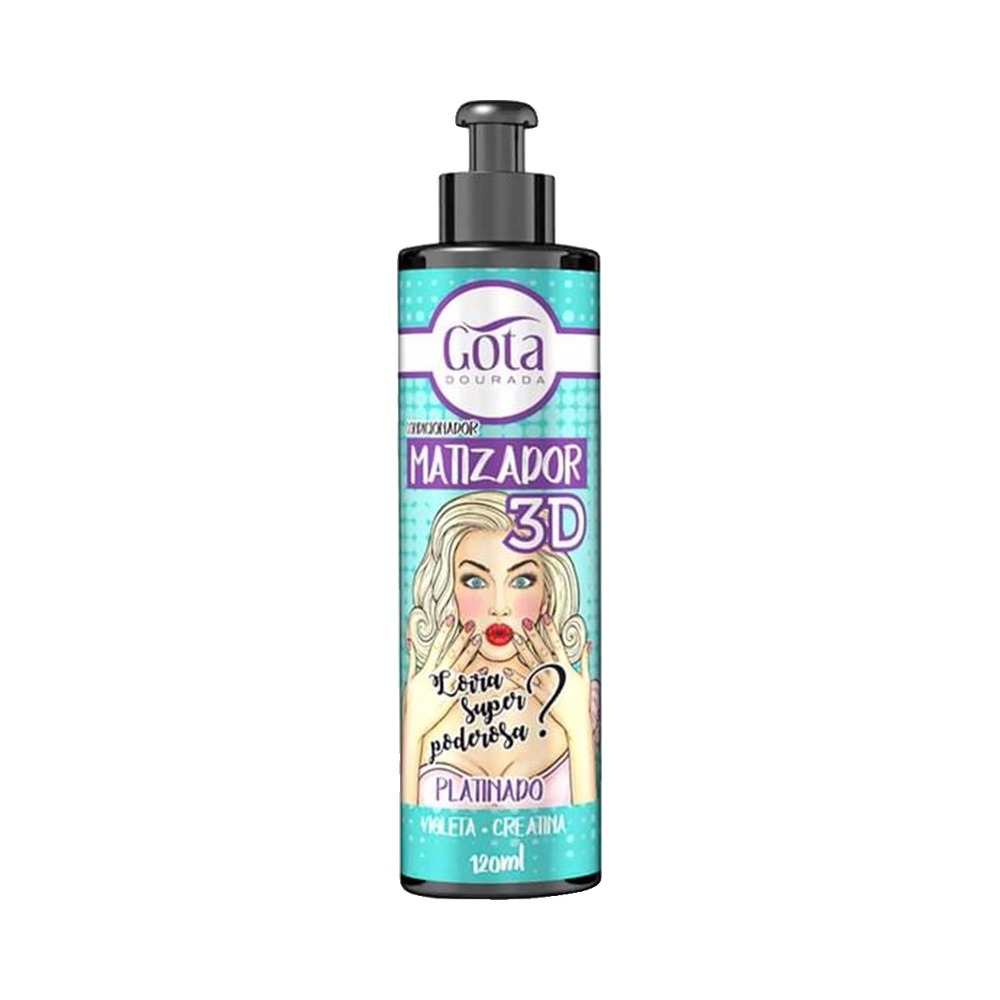 Gota
DOURADA
CONDICIONADOR
MATIZADOR
3D
Loira
super
poderosa?
PLATINADO
VIOLETA • CREATINA
120ml